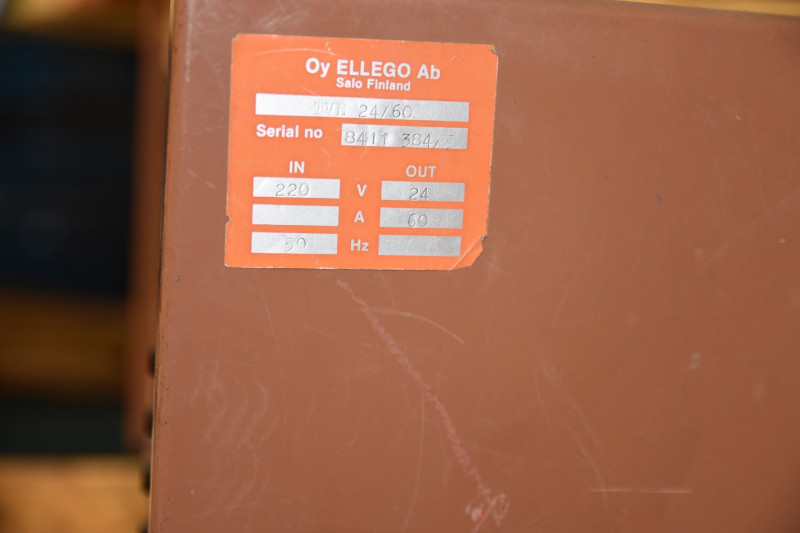 Oy ELLEGO Ab
Salo Finland
24/60
Serial no 8411 384/
IN OUT
220 V 24
A 60
50 Hz